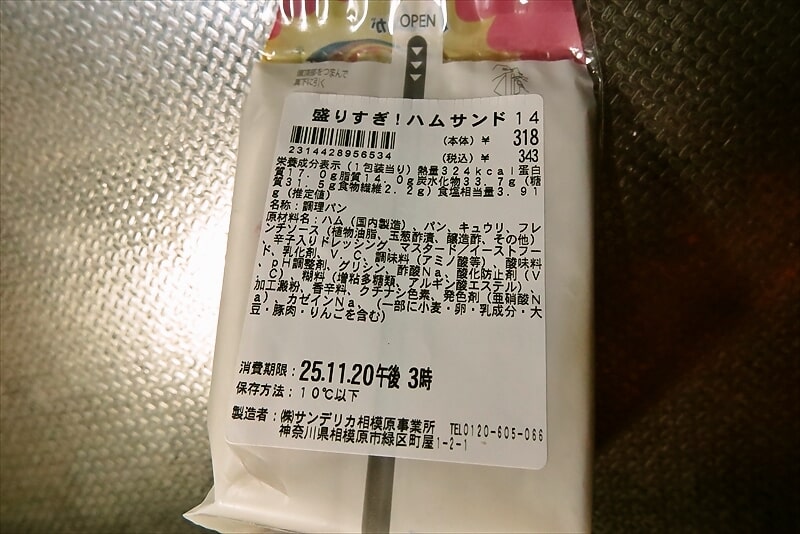 OPEN
が
盛りすぎ！ハムサンド 14
(本体)￥ 318
2314428956534
(税込)￥ 343
栄養成分表示(1包装当り)熱量324kcal蛋白
質17.0g脂質14.0g炭水化物33.7g(糖
質31.5g食物繊維2.2g)食塩相当量3.91
g(推定値)
名称：調理パン
原材料名：ハム(国内製造)、パン、キュウリ、フレ
ンチソース(植物油脂、玉葱酢漬、醸造酢、その他)
、辛子入りドレッシング、マスタード／イーストフー
ド、乳化剤、V．C、調味料(アミノ酸等)、酸味料
、pH調整剤、グリシン、酢酸Na、酸化防止剤(V
．C)、糊料(増粘多糖類、アルギン酸エステル)、
加工澱粉、香辛料、クチナシ色素、発色剤(亜硝酸N
a)、カゼインNa、(一部に小麦・卵・乳成分・大
豆・豚肉・りんごを含む)
消費期限：25.11.20午後 3時
保存方法：10℃以下
製造者：㈱サンデリカ相模原事業所 TEL0120-605-066
神奈川県相模原市緑区町屋1-2-1